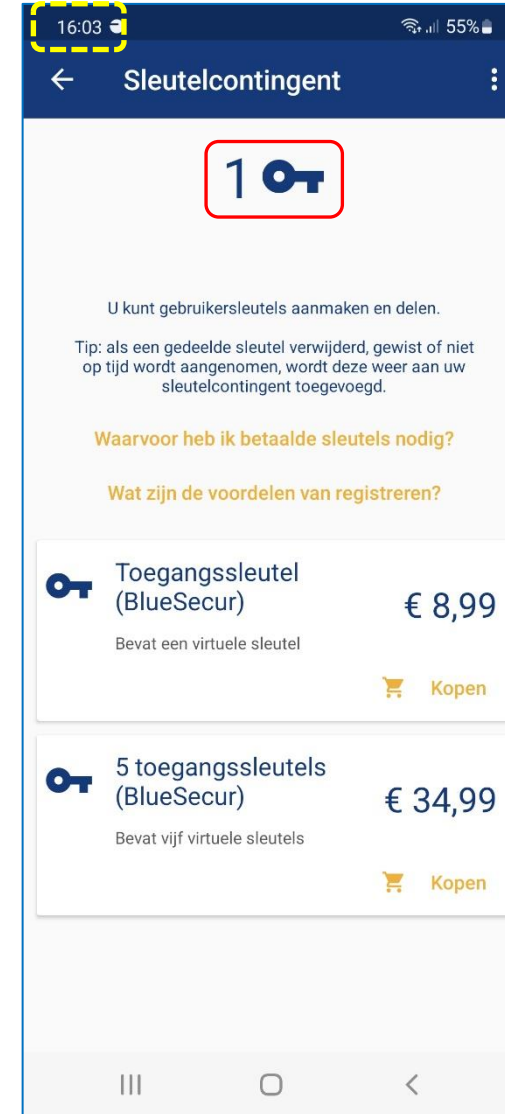 16:03 55%
Sleutelcontingent
1
U kunt gebruikersleutels aanmaken en delen.
Tip: als een gedeelde sleutel verwijderd, gewist of niet
op tijd wordt aangenomen, wordt deze weer aan uw
sleutelcontingent toegevoegd.
Waarvoor heb ik betaalde sleutels nodig?
Wat zijn de voordelen van registreren?
Toegangssleutel
(BlueSecur)
€ 8,99
Bevat een virtuele sleutel
Kopen
5 toegangssleutels
(BlueSecur)
€ 34,99
Bevat vijf virtuele sleutels
Kopen